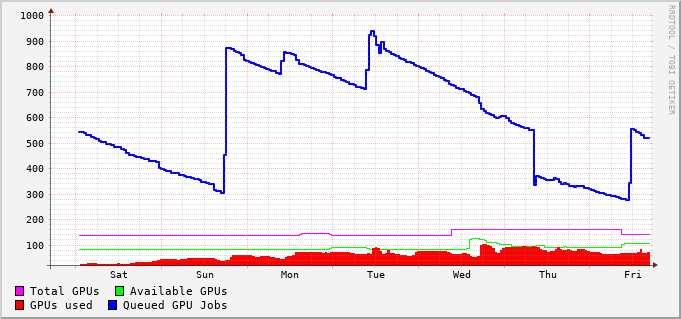 1000
900
800
700
600
500
400
300
200
100
Sat Sun Mon Tue Wed Thu Fri
Total GPUs Available GPUs
GPUs used Queued GPU Jobs
RRDTOOL / TOBI OETIKER